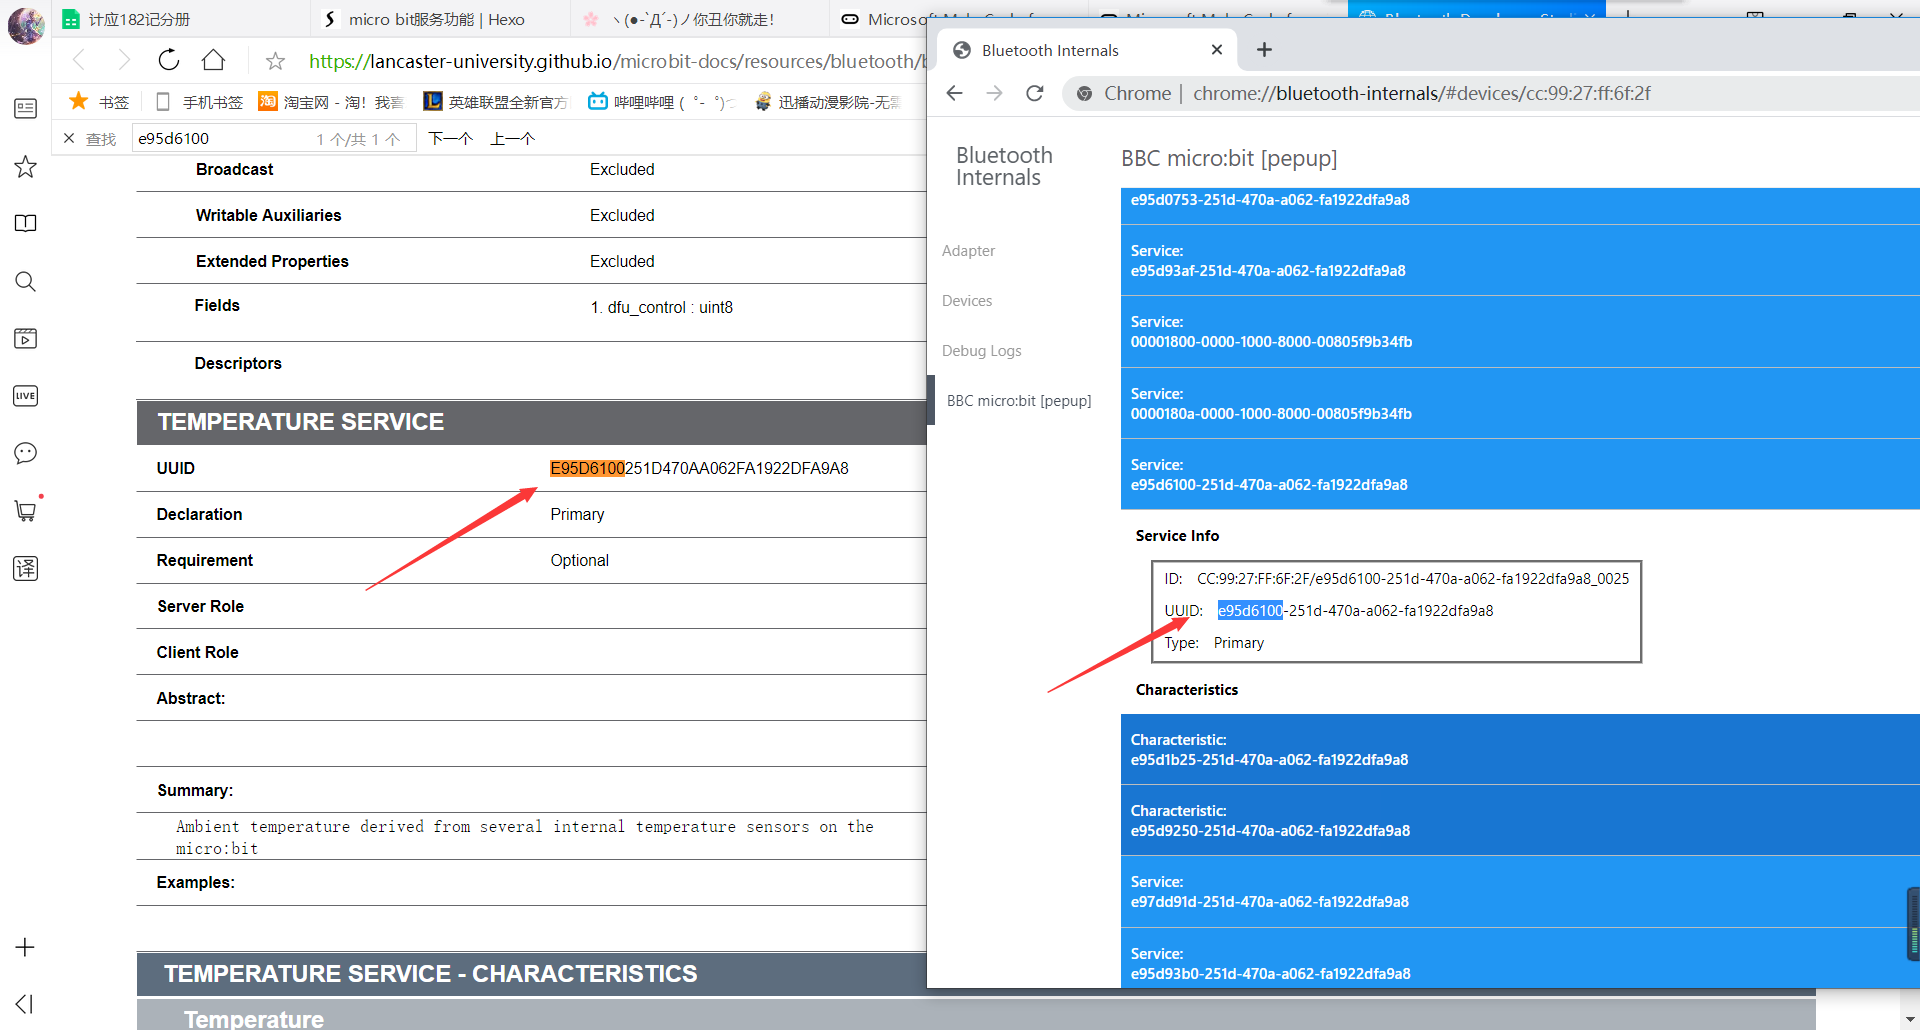 计应182记分册
micro bit服务功能 | Hexo
ヽ(●-`Д´-)ノ你丑你就走!
https://lancaster-university.github.io/microbit-docs/resources/bluetooth/
书签
手机书签
淘宝网 - 淘！我喜
英雄联盟全新官方
哔哩哔哩 ( ゜- ゜)つ
迅播动漫影院-无需
查找
e95d6100
1 个/共 1 个
下一个
上一个
LIVE
译
Broadcast
Excluded
Writable Auxiliaries
Excluded
Extended Properties
Excluded
Fields
1. dfu_control : uint8
Descriptors
TEMPERATURE SERVICE
UUID
E95D6100251D470AA062FA1922DFA9A8
Declaration
Primary
Requirement
Optional
Server Role
Client Role
Abstract:
Summary:
Ambient temperature derived from several internal temperature sensors on the
micro:bit
Examples:
TEMPERATURE SERVICE - CHARACTERISTICS
Temperature
Bluetooth Internals
Chrome | chrome://bluetooth-internals/#devices/cc:99:27:ff:6f:2f
Bluetooth
Internals
Adapter
Devices
Debug Logs
BBC micro:bit [pepup]
BBC micro:bit [pepup]
e95d0753-251d-470a-a062-fa1922dfa9a8
Service:
e95d93af-251d-470a-a062-fa1922dfa9a8
Service:
00001800-0000-1000-8000-00805f9b34fb
Service:
0000180a-0000-1000-8000-00805f9b34fb
Service:
e95d6100-251d-470a-a062-fa1922dfa9a8
Service Info
ID: CC:99:27:FF:6F:2F/e95d6100-251d-470a-a062-fa1922dfa9a8_0025
UUID: e95d6100-251d-470a-a062-fa1922dfa9a8
Type: Primary
Characteristics
Characteristic:
e95d1b25-251d-470a-a062-fa1922dfa9a8
Characteristic:
e95d9250-251d-470a-a062-fa1922dfa9a8
Service:
e97dd91d-251d-470a-a062-fa1922dfa9a8
Service:
e95d93b0-251d-470a-a062-fa1922dfa9a8